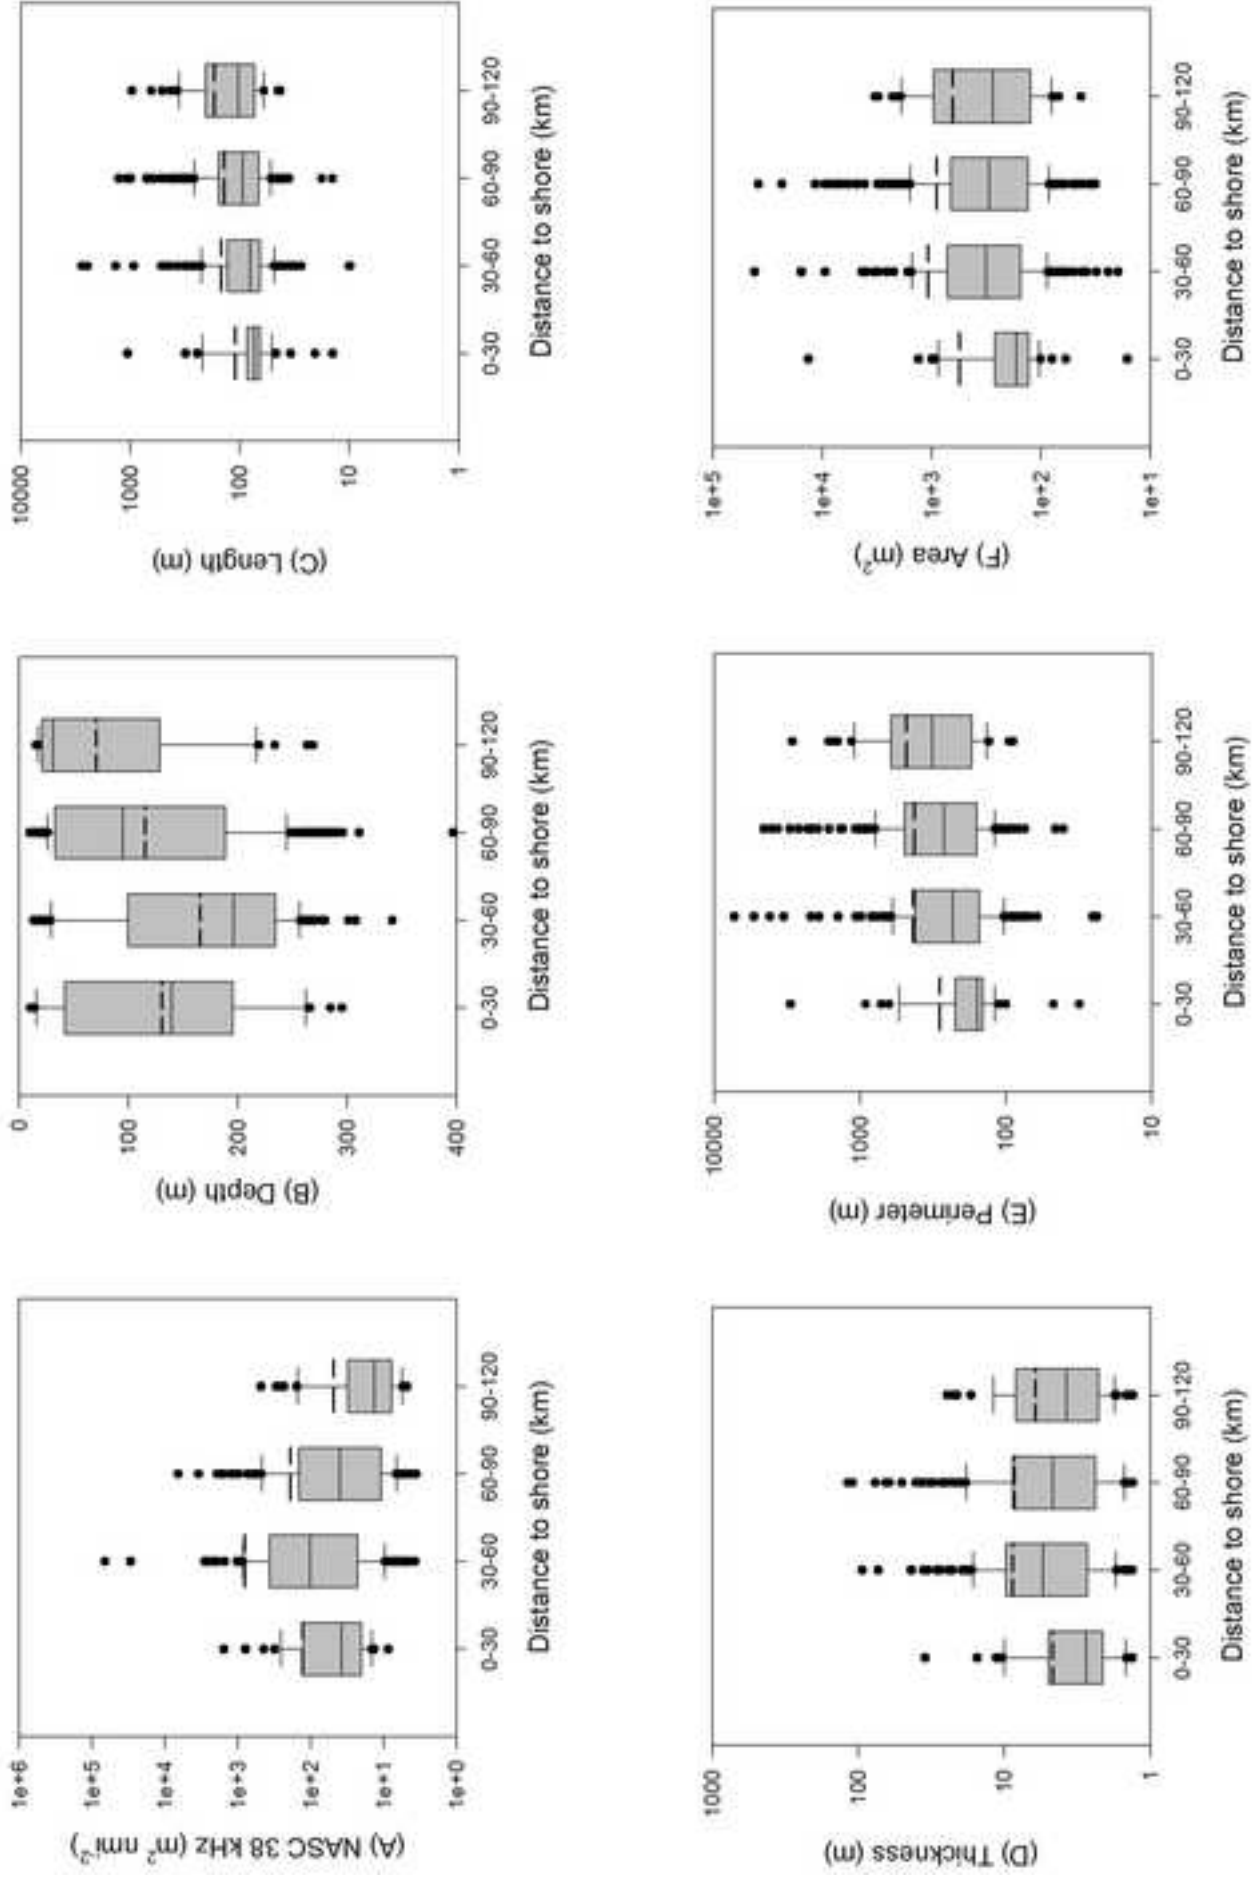 (A) NASC 38 kHz (m² nmi⁻²)
1e+6
1e+5
1e+4
1e+3
1e+2
1e+1
1e+0
0-30 30-60 60-90 90-120
Distance to shore (km)
(B) Depth (m)
0
100
200
300
400
0-30 30-60 60-90 90-120
Distance to shore (km)
(C) Length (m)
10000
1000
100
10
1
0-30 30-60 60-90 90-120
Distance to shore (km)
(D) Thickness (m)
1000
100
10
1
0-30 30-60 60-90 90-120
Distance to shore (km)
(E) Perimeter (m)
10000
1000
100
10
0-30 30-60 60-90 90-120
Distance to shore (km)
(F) Area (m²)
1e+5
1e+4
1e+3
1e+2
1e+1
0-30 30-60 60-90 90-120
Distance to shore (km)